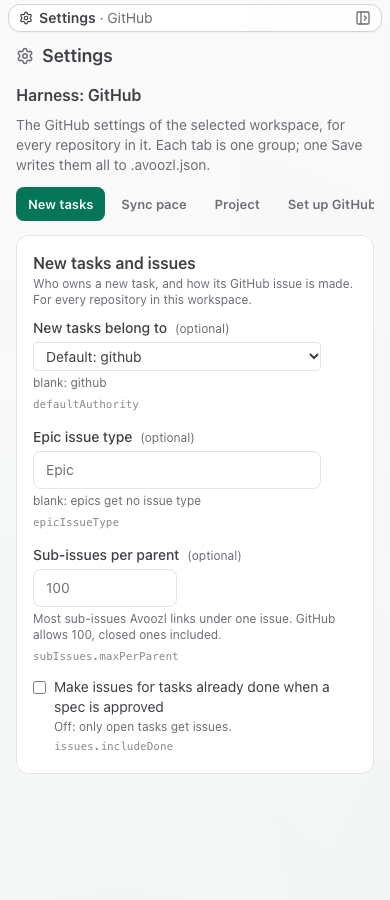 Settings · GitHub
Settings
Harness: GitHub
The GitHub settings of the selected workspace, for
every repository in it. Each tab is one group; one Save
writes them all to .avoozl.json.
New tasks Sync pace Project Set up GitHub
New tasks and issues
Who owns a new task, and how its GitHub issue is made.
For every repository in this workspace.
New tasks belong to (optional)
Default: github
blank: github
defaultAuthority
Epic issue type (optional)
Epic
blank: epics get no issue type
epicIssueType
Sub-issues per parent (optional)
100
Most sub-issues Avoozl links under one issue. GitHub
allows 100, closed ones included.
subIssues.maxPerParent
Make issues for tasks already done when a
spec is approved
Off: only open tasks get issues.
issues.includeDone